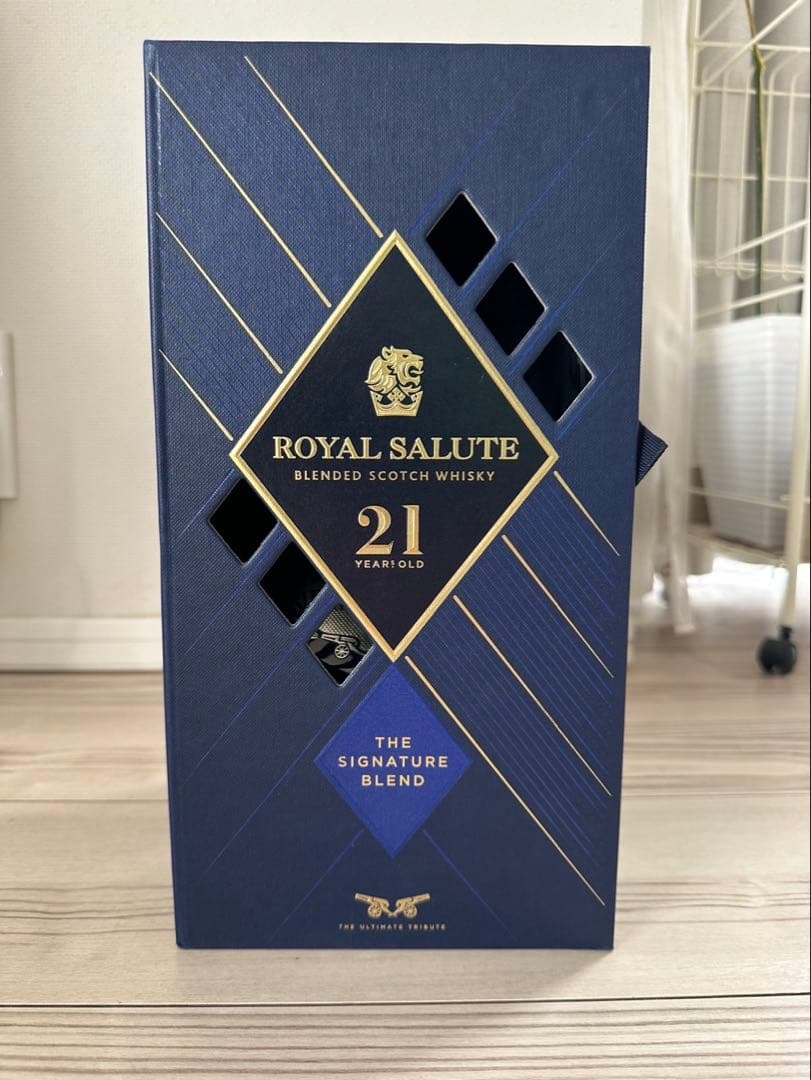 ROYAL SALUTE
BLENDED SCOTCH WHISKY
21
YEARS OLD
THE
SIGNATURE
BLEND
THE ULTIMATE TRIBUTE